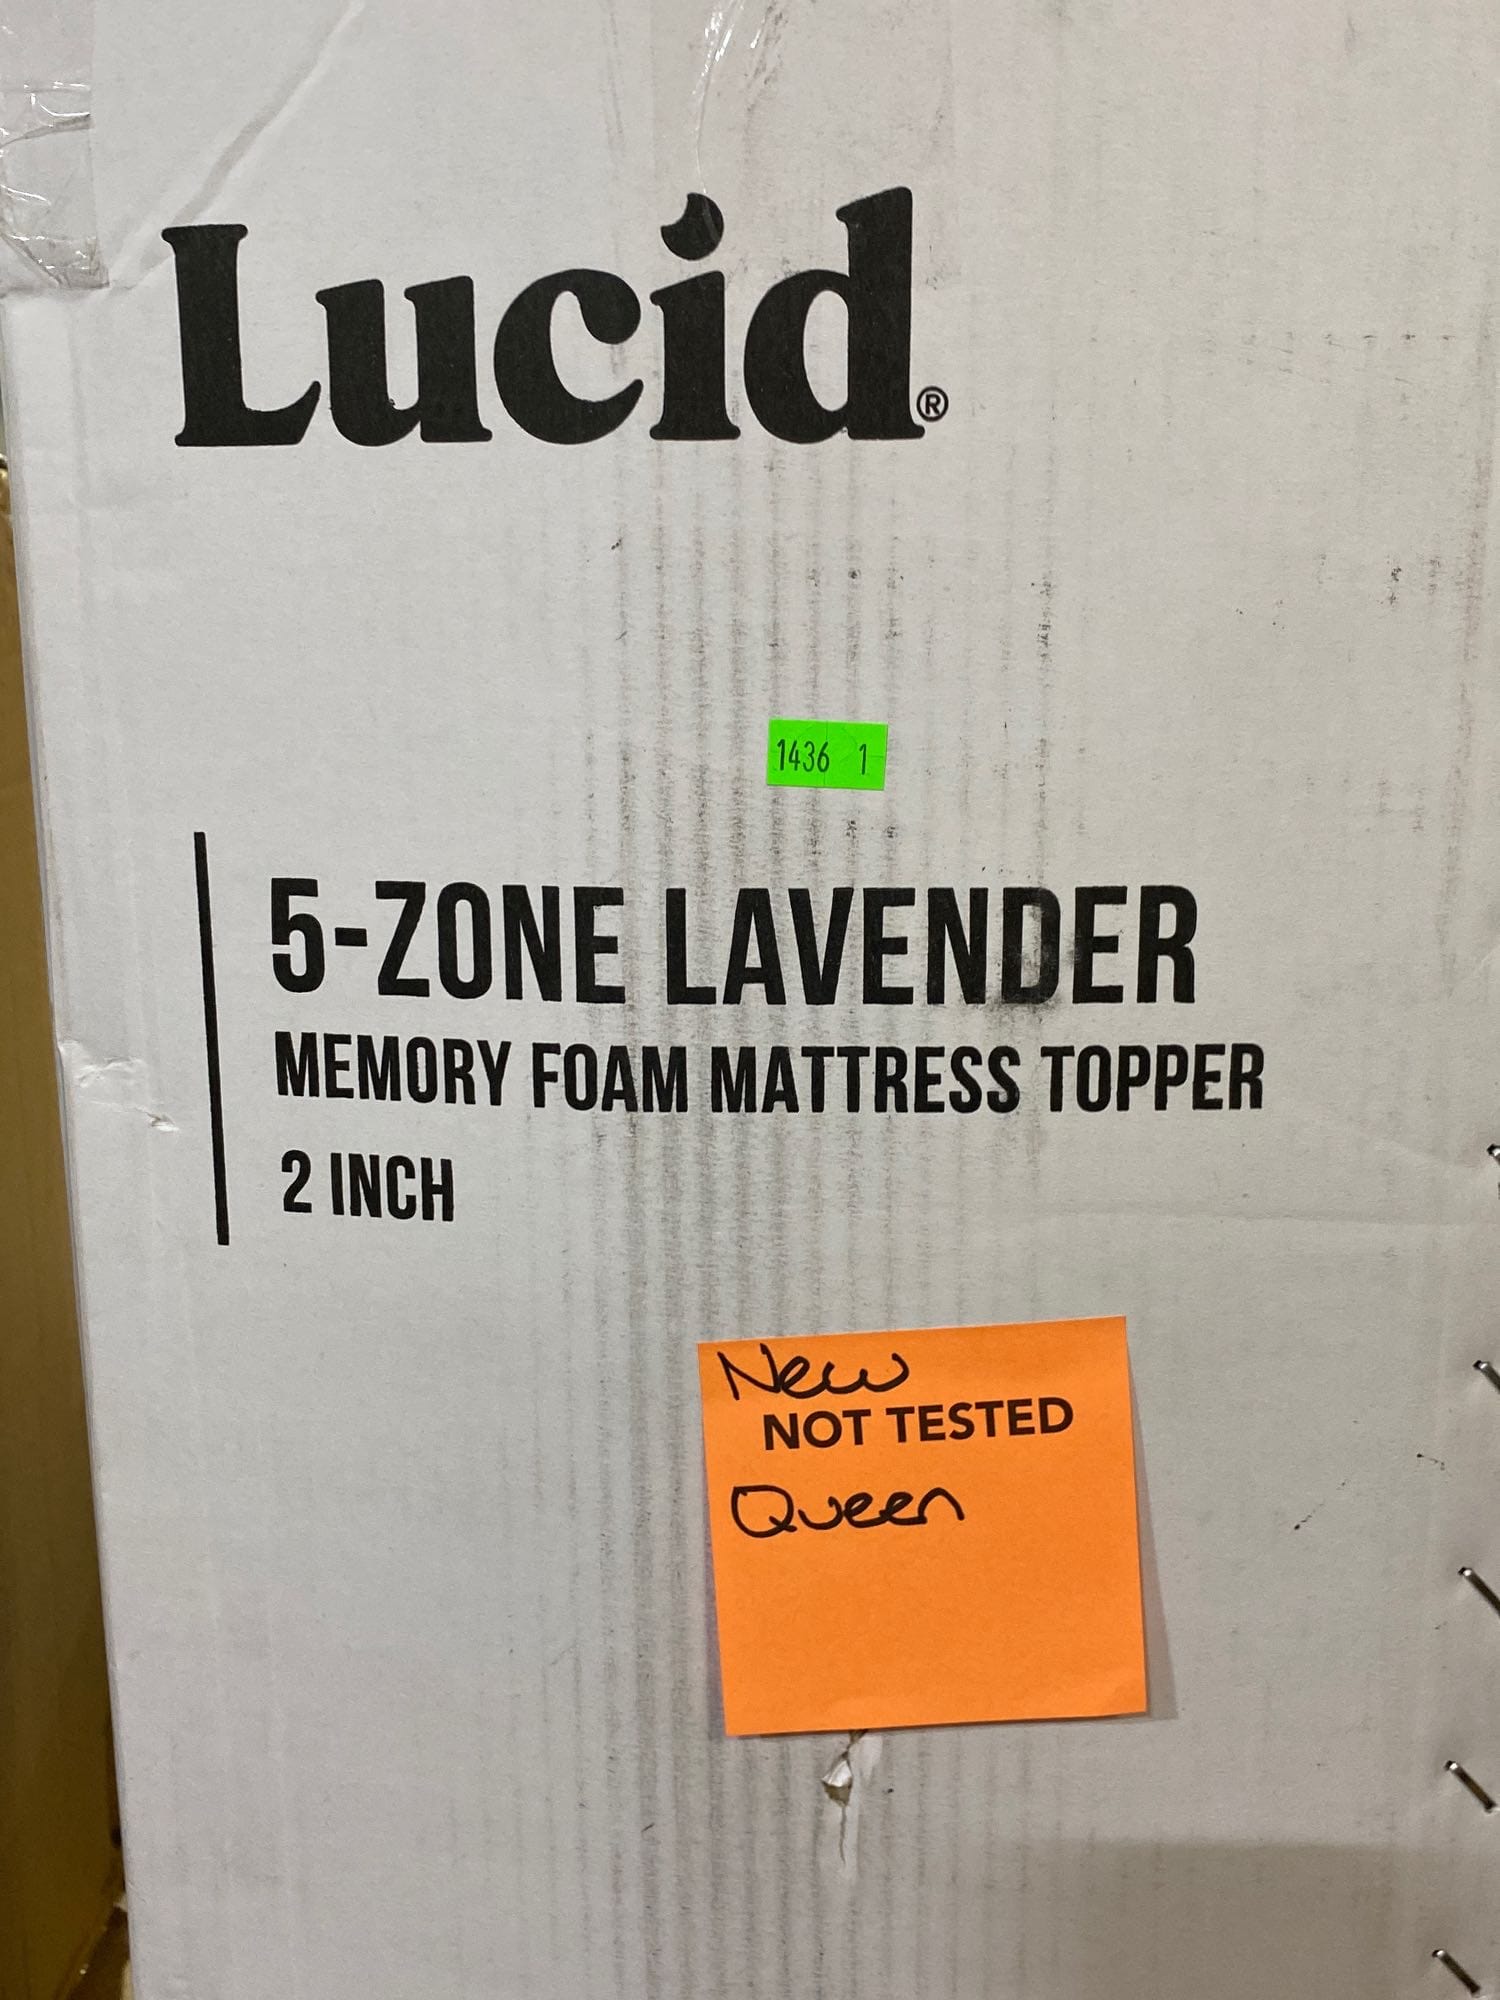 Lucid®
1436 1
5-ZONE LAVENDER
MEMORY FOAM MATTRESS TOPPER
2 INCH
New
NOT TESTED
Queen